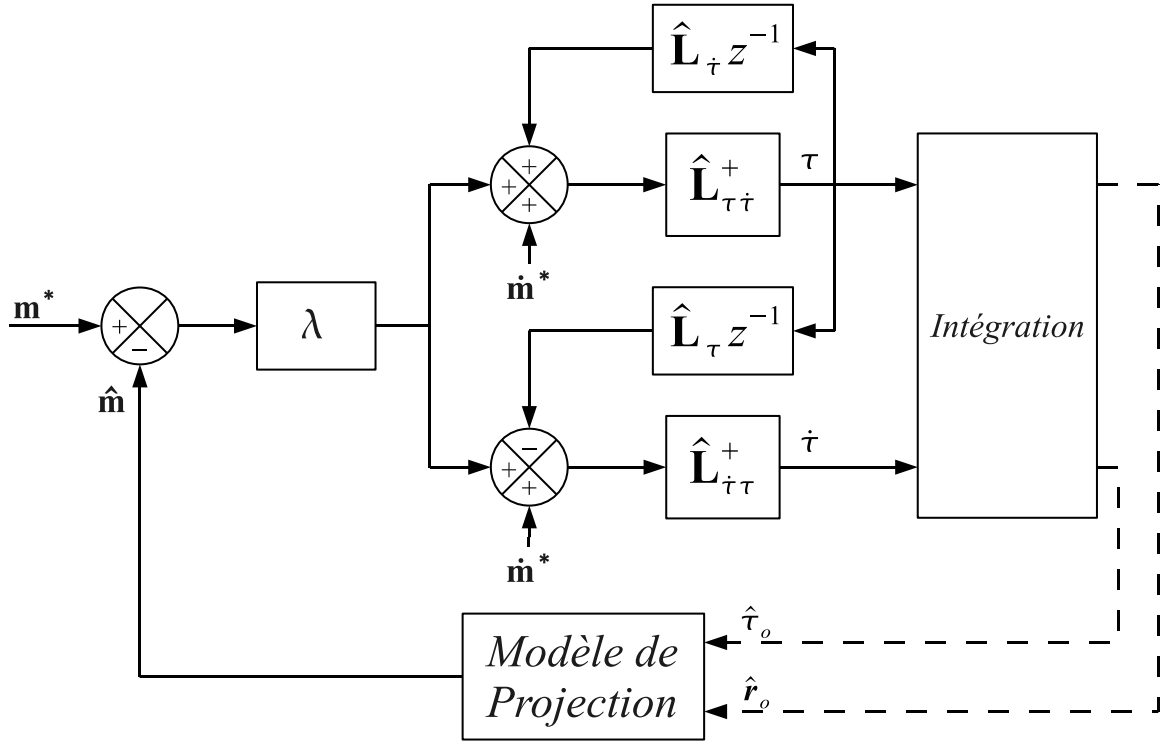 L̂_τ̇ z⁻¹
+
+ +
L̂⁺_ττ̇
τ
ṁ*
m*
+
−
m̂
λ
L̂_τ z⁻¹
Intégration
−
+ +
L̂⁺_τ̇τ
τ̇
ṁ*
Modèle de
Projection
τ̂_o
r̂_o